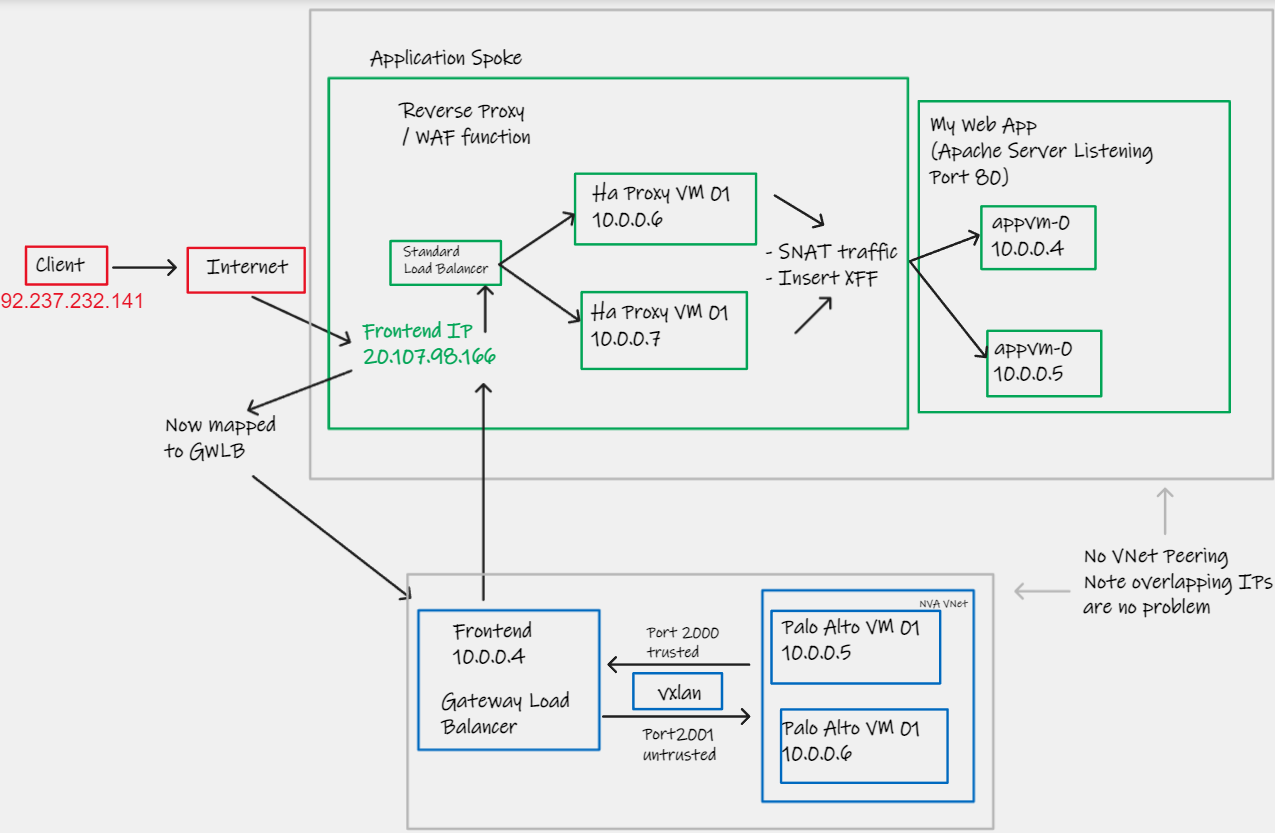 Application Spoke
Reverse Proxy
/ WAF function
My Web App
(Apache Server Listening
Port 80)
Ha Proxy VM 01
10.0.0.6
appvm-0
10.0.0.4
Standard
Load Balancer
- SNAT traffic
- Insert XFF
Client
Internet
92.237.232.141
Ha Proxy VM 01
10.0.0.7
Frontend IP
20.107.98.166
appvm-0
10.0.0.5
Now mapped
to GWLB
No VNet Peering
Note overlapping IPs
are no problem
NVA VNet
Frontend
10.0.0.4
Gateway Load
Balancer
Port 2000
trusted
vxlan
Port2001
untrusted
Palo Alto VM 01
10.0.0.5
Palo Alto VM 01
10.0.0.6